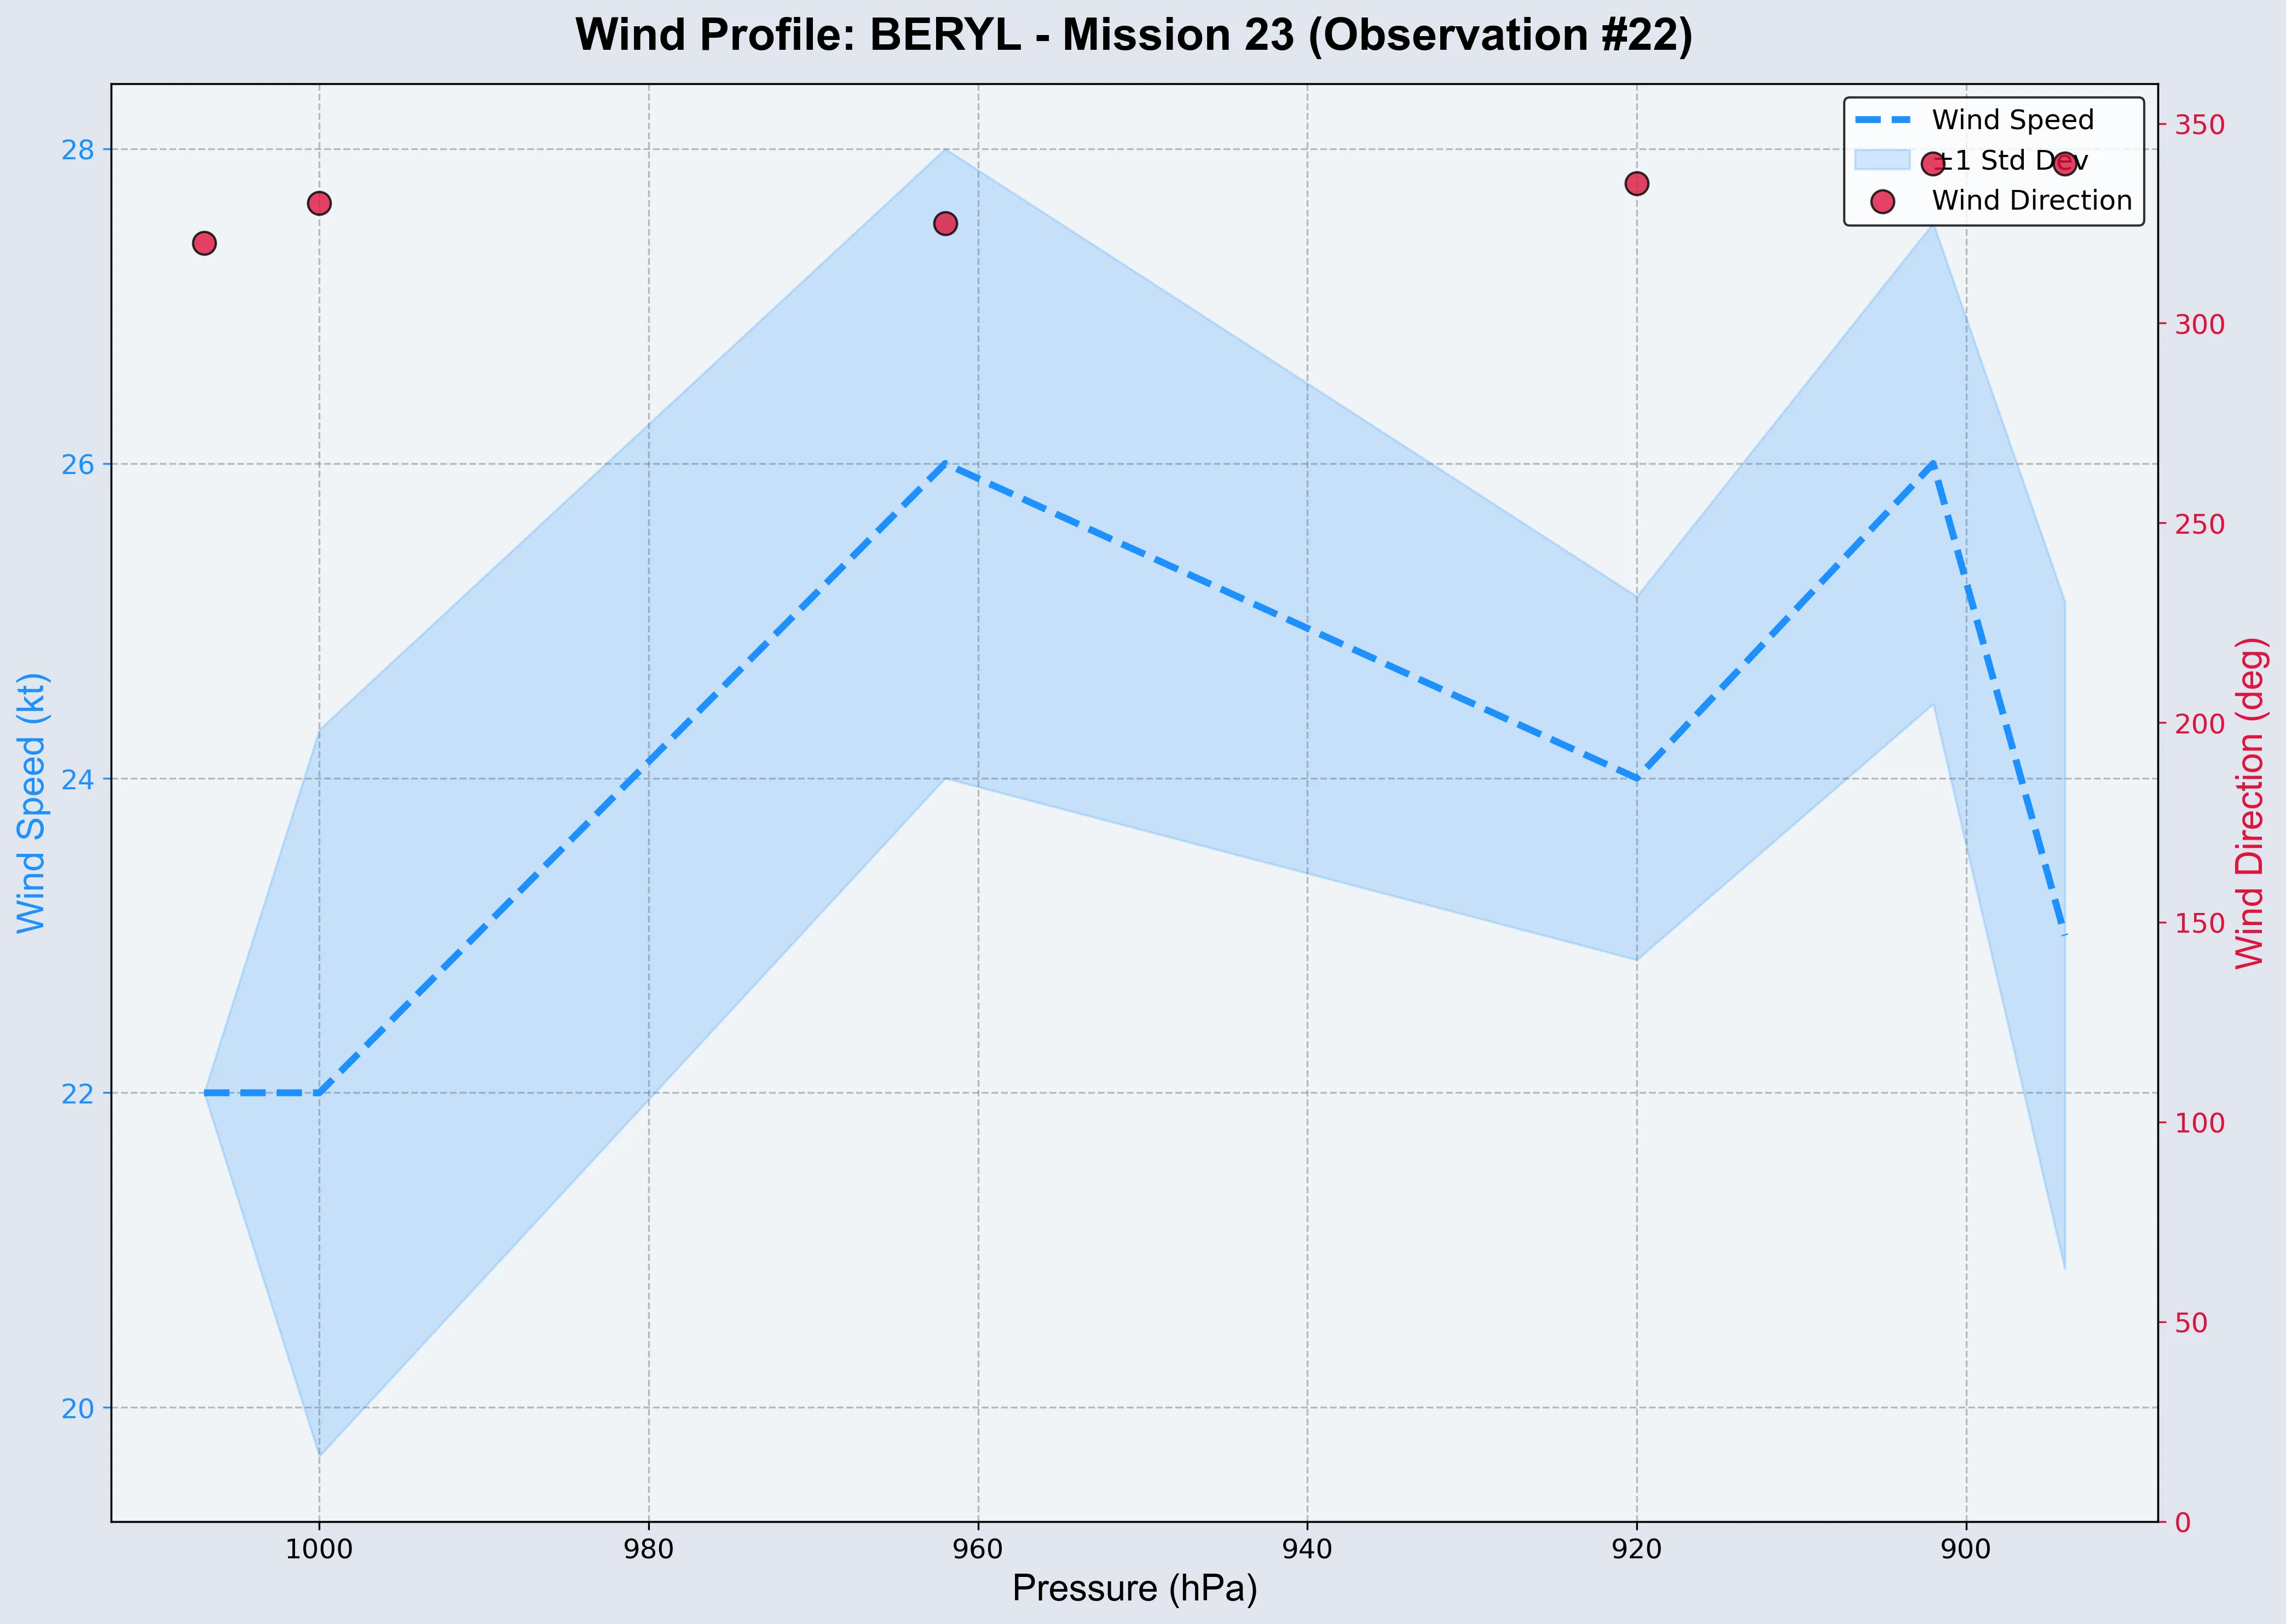 Wind Profile: BERYL - Mission 23 (Observation #22)
Wind Speed
±1 Std Dev
Wind Direction
28
26
24
22
20
Wind Speed (kt)
350
300
250
200
150
100
50
0
Wind Direction (deg)
1000
980
960
940
920
900
Pressure (hPa)